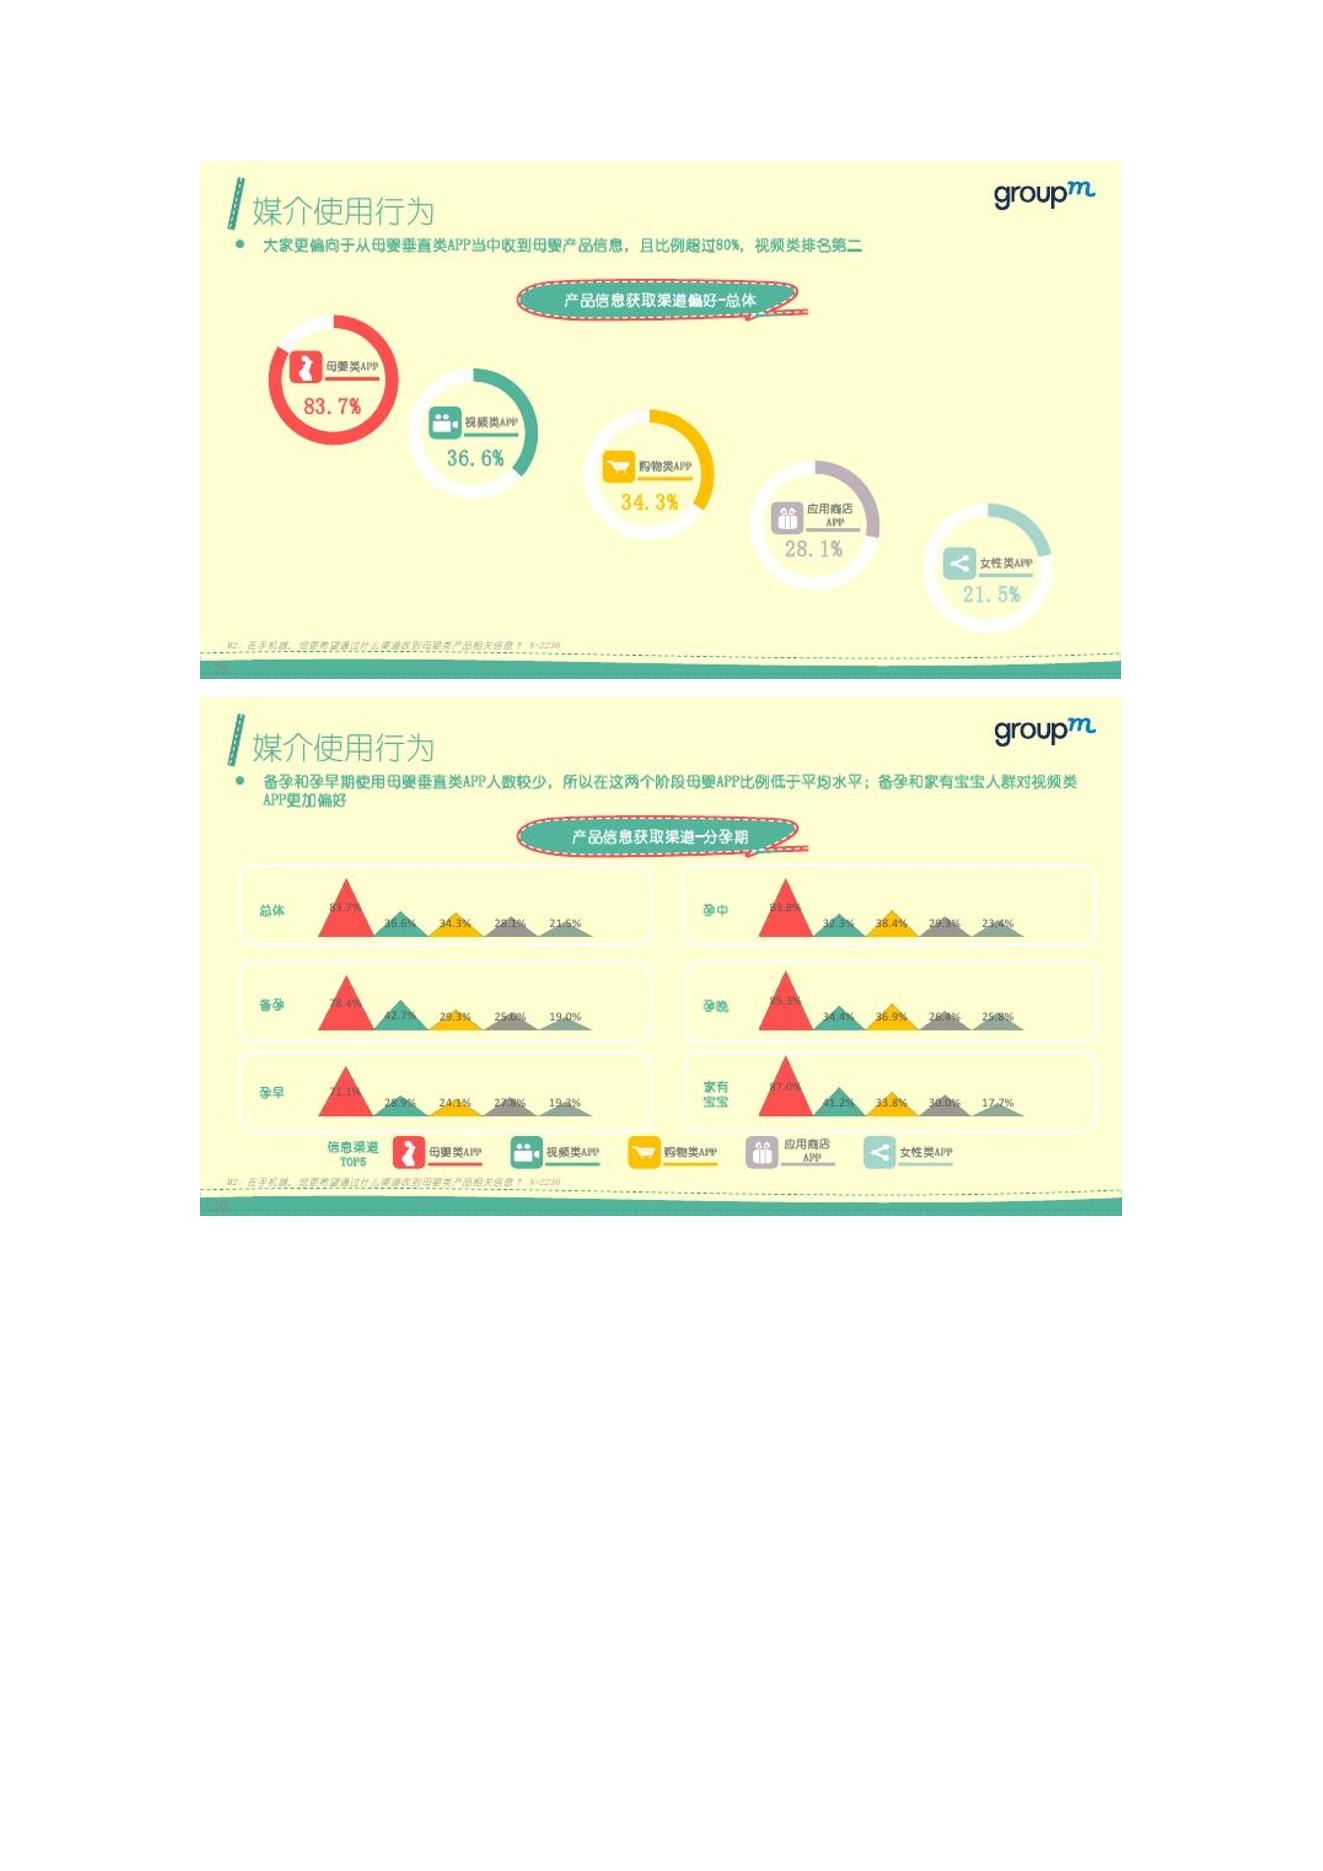 媒介使用行为
groupm
大家更偏向于从母婴垂直类APP当中收到母婴产品信息，且比例超过80%，视频类排名第二
产品信息获取渠道偏好-总体
母婴类APP
83.7%
视频类APP
36.6%
购物类APP
34.3%
应用商店
APP
28.1%
女性类APP
21.5%
M2：在手机端，您更希望通过什么渠道收到母婴类产品相关信息？ N=2236
媒介使用行为
groupm
备孕和孕早期使用母婴垂直类APP人数较少，所以在这两个阶段母婴APP比例低于平均水平；备孕和家有宝宝人群对视频类
APP更加偏好
产品信息获取渠道-分孕期
总体 83.7% 36.6% 34.3% 28.1% 21.5%
孕中 83.8% 32.3% 38.4% 29.3% 23.4%
备孕 78.4% 42.7% 29.3% 25.0% 19.0%
孕晚 85.3% 34.4% 36.9% 26.4% 25.8%
孕早 71.1% 28.9% 24.1% 27.8% 19.3%
家有
宝宝 87.0% 41.2% 33.8% 30.0% 17.7%
信息渠道
TOP5
母婴类APP
视频类APP
购物类APP
应用商店
APP
女性类APP
M2：在手机端，您更希望通过什么渠道收到母婴类产品相关信息？ N=2236